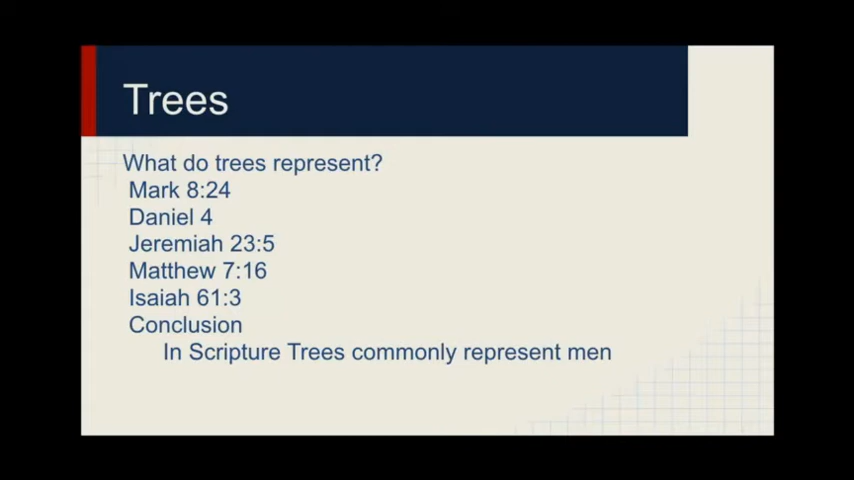 Trees
What do trees represent?
Mark 8:24
Daniel 4
Jeremiah 23:5
Matthew 7:16
Isaiah 61:3
Conclusion
In Scripture Trees commonly represent men